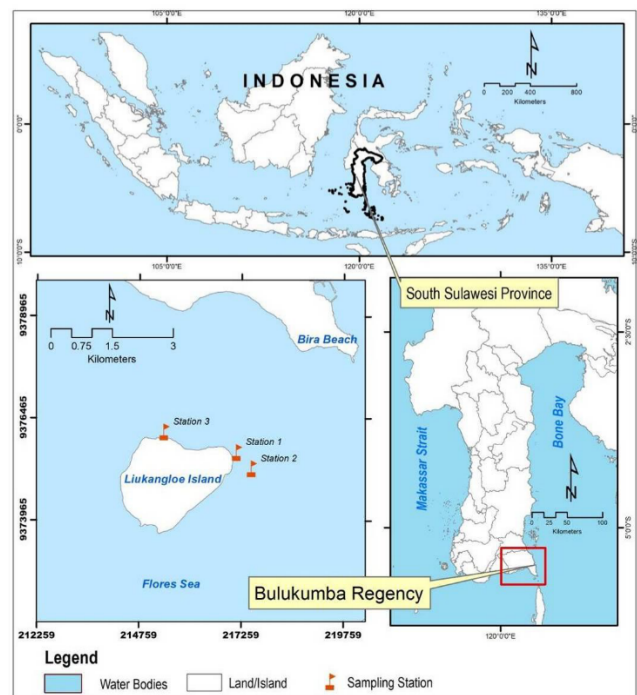 105°0'0"E 120°0'0"E 135°0'0"E
INDONESIA
N
0 200 400 800
Kilometers
0°0'0"
10°0'0"S
105°0'0"E 120°0'0"E 135°0'0"E
South Sulawesi Province
9378965
9376465
9373965
N
0 0.75 1.5 3
Kilometers
Bira Beach
Station 3
Station 1
Station 2
Liukangloe Island
Flores Sea
212259 214759 217259 219759
2°30'S
5°0'S
Makassar Strait
Bone Bay
N
0 25 50 100
Kilometers
Bulukumba Regency
120°0'0"E
Legend
Water Bodies
Land/Island
Sampling Station